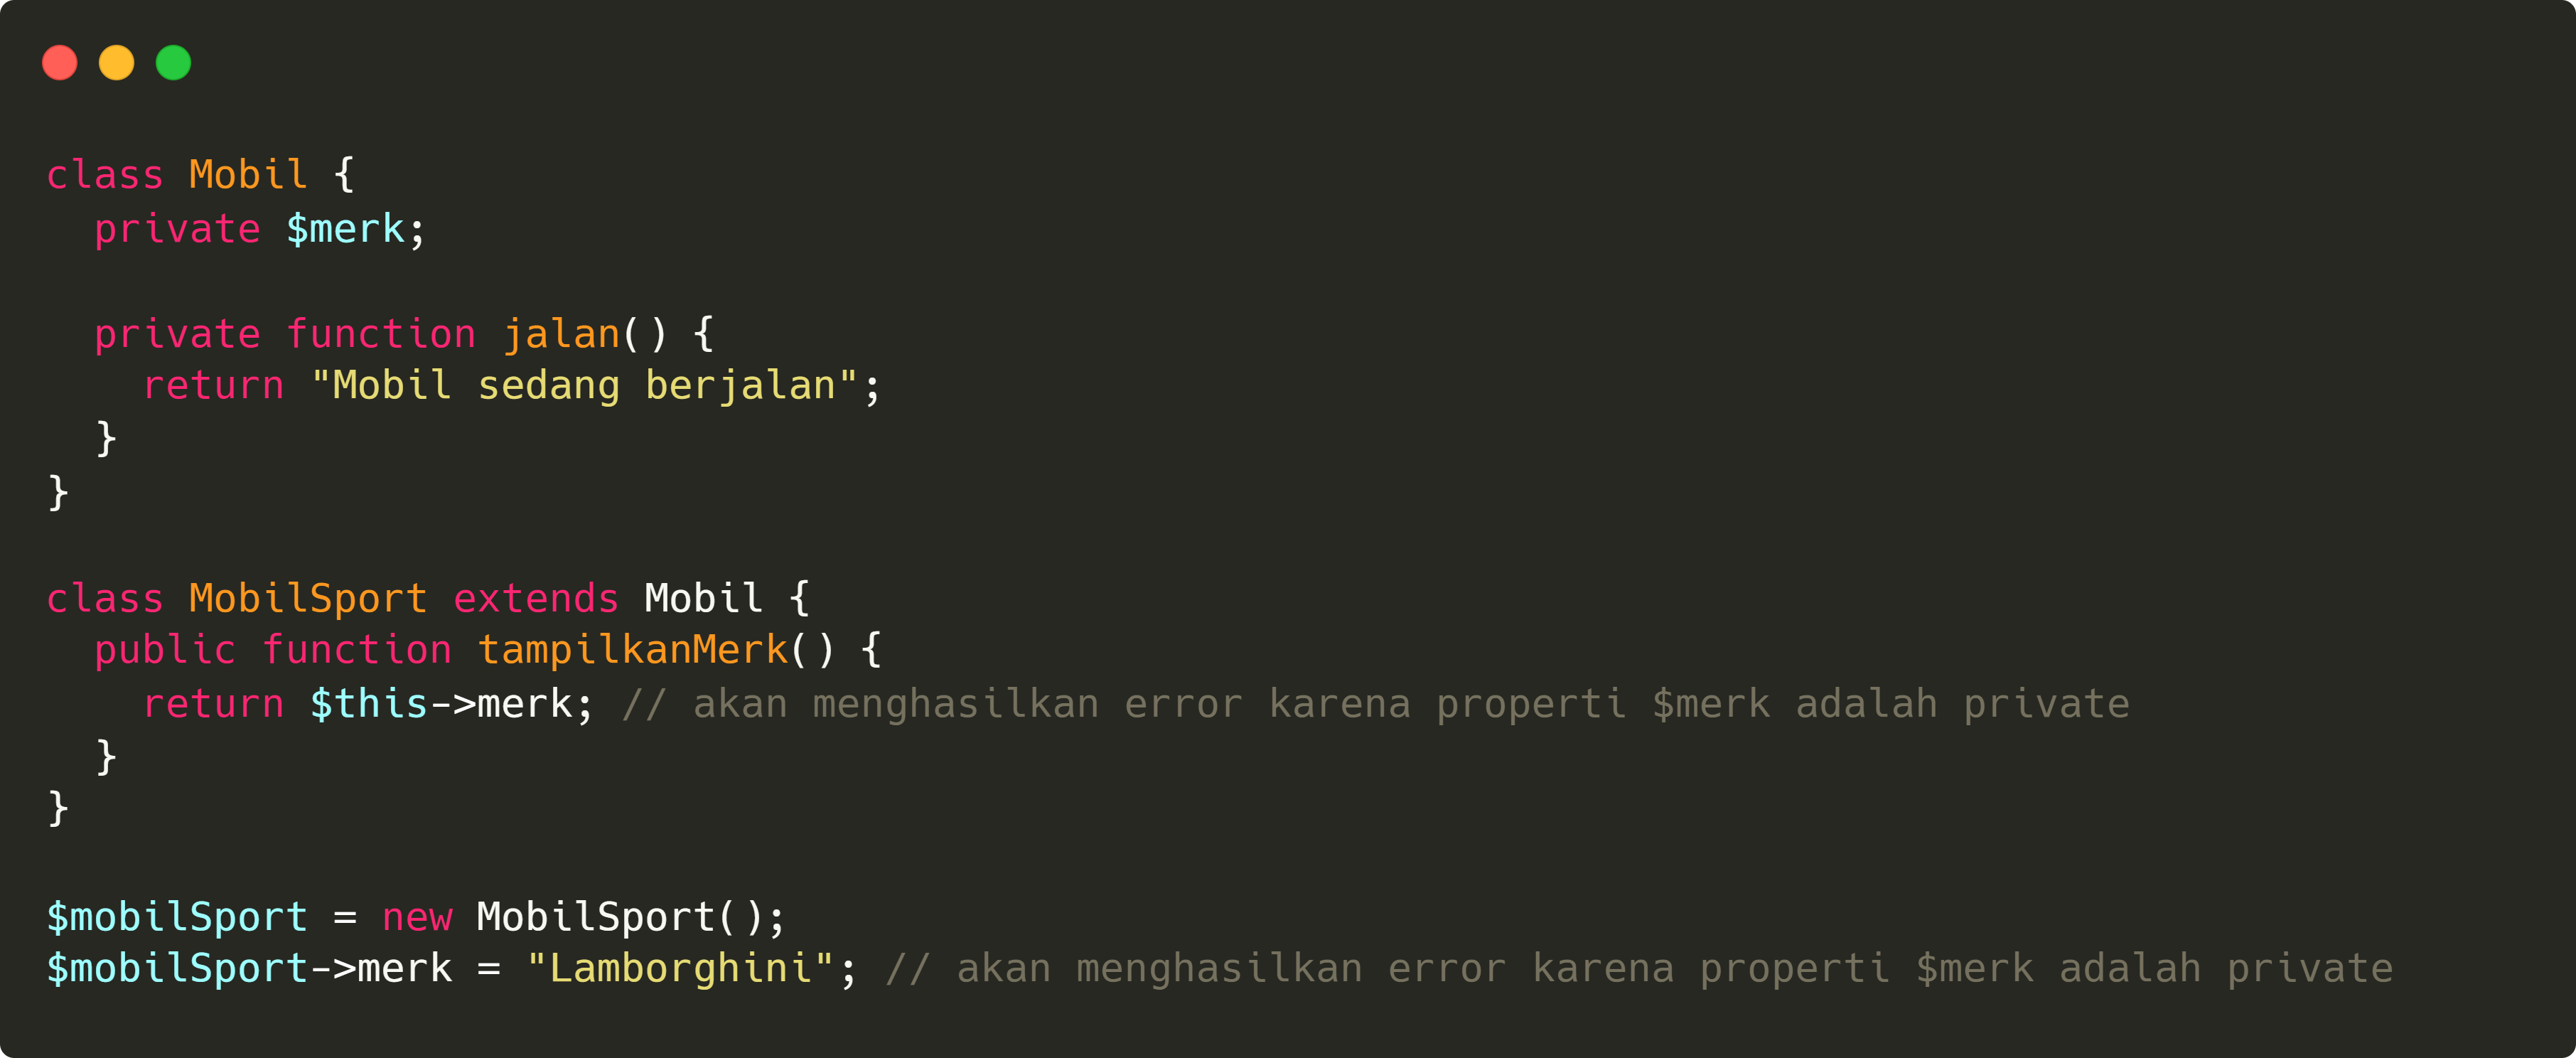 class Mobil {
  private $merk;

  private function jalan() {
    return "Mobil sedang berjalan";
  }
}

class MobilSport extends Mobil {
  public function tampilkanMerk() {
    return $this->merk; // akan menghasilkan error karena properti $merk adalah private
  }
}

$mobilSport = new MobilSport();
$mobilSport->merk = "Lamborghini"; // akan menghasilkan error karena properti $merk adalah private